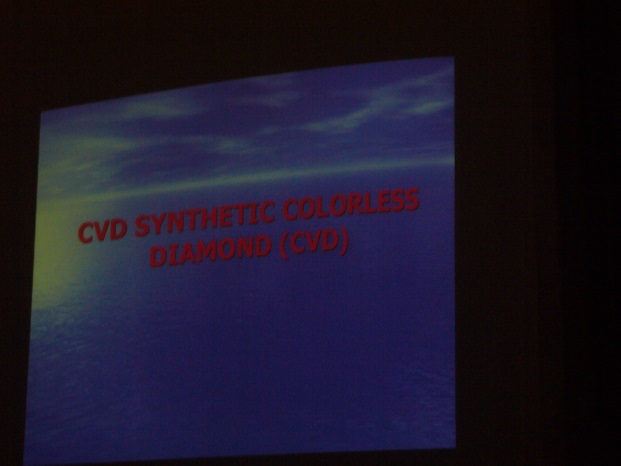 CVD SYNTHETIC COLORLESS
DIAMOND (CVD)